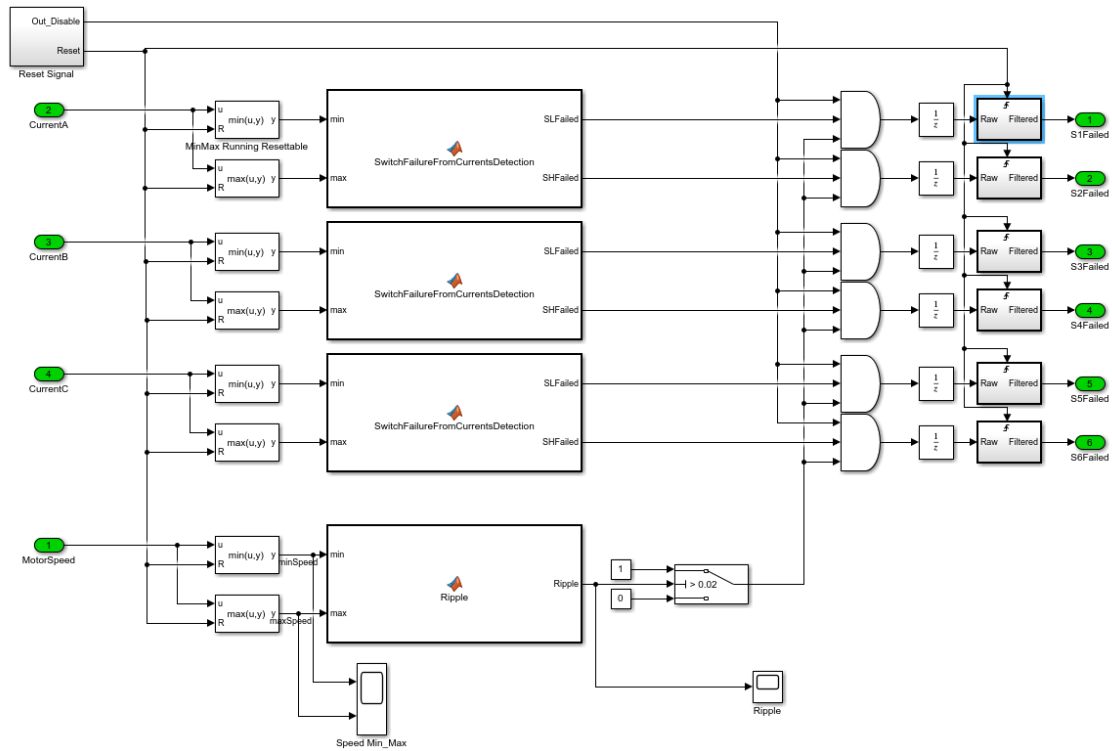 Out_Disable
Reset
Reset Signal
2
CurrentA
u
R
min(u,y)
y
MinMax Running Resettable
u
R
max(u,y)
y
min
max
SwitchFailureFromCurrentsDetection
SLFailed
SHFailed
1
z
Raw
Filtered
1
S1Failed
1
z
Raw
Filtered
2
S2Failed
3
CurrentB
u
R
min(u,y)
y
u
R
max(u,y)
y
min
max
SwitchFailureFromCurrentsDetection
SLFailed
SHFailed
1
z
Raw
Filtered
3
S3Failed
1
z
Raw
Filtered
4
S4Failed
4
CurrentC
u
R
min(u,y)
y
u
R
max(u,y)
y
min
max
SwitchFailureFromCurrentsDetection
SLFailed
SHFailed
1
z
Raw
Filtered
5
S5Failed
1
z
Raw
Filtered
6
S6Failed
1
MotorSpeed
u
R
min(u,y)
y
minSpeed
u
R
max(u,y)
y
maxSpeed
min
max
Ripple
Ripple
1
> 0.02
0
Speed Min_Max
Ripple